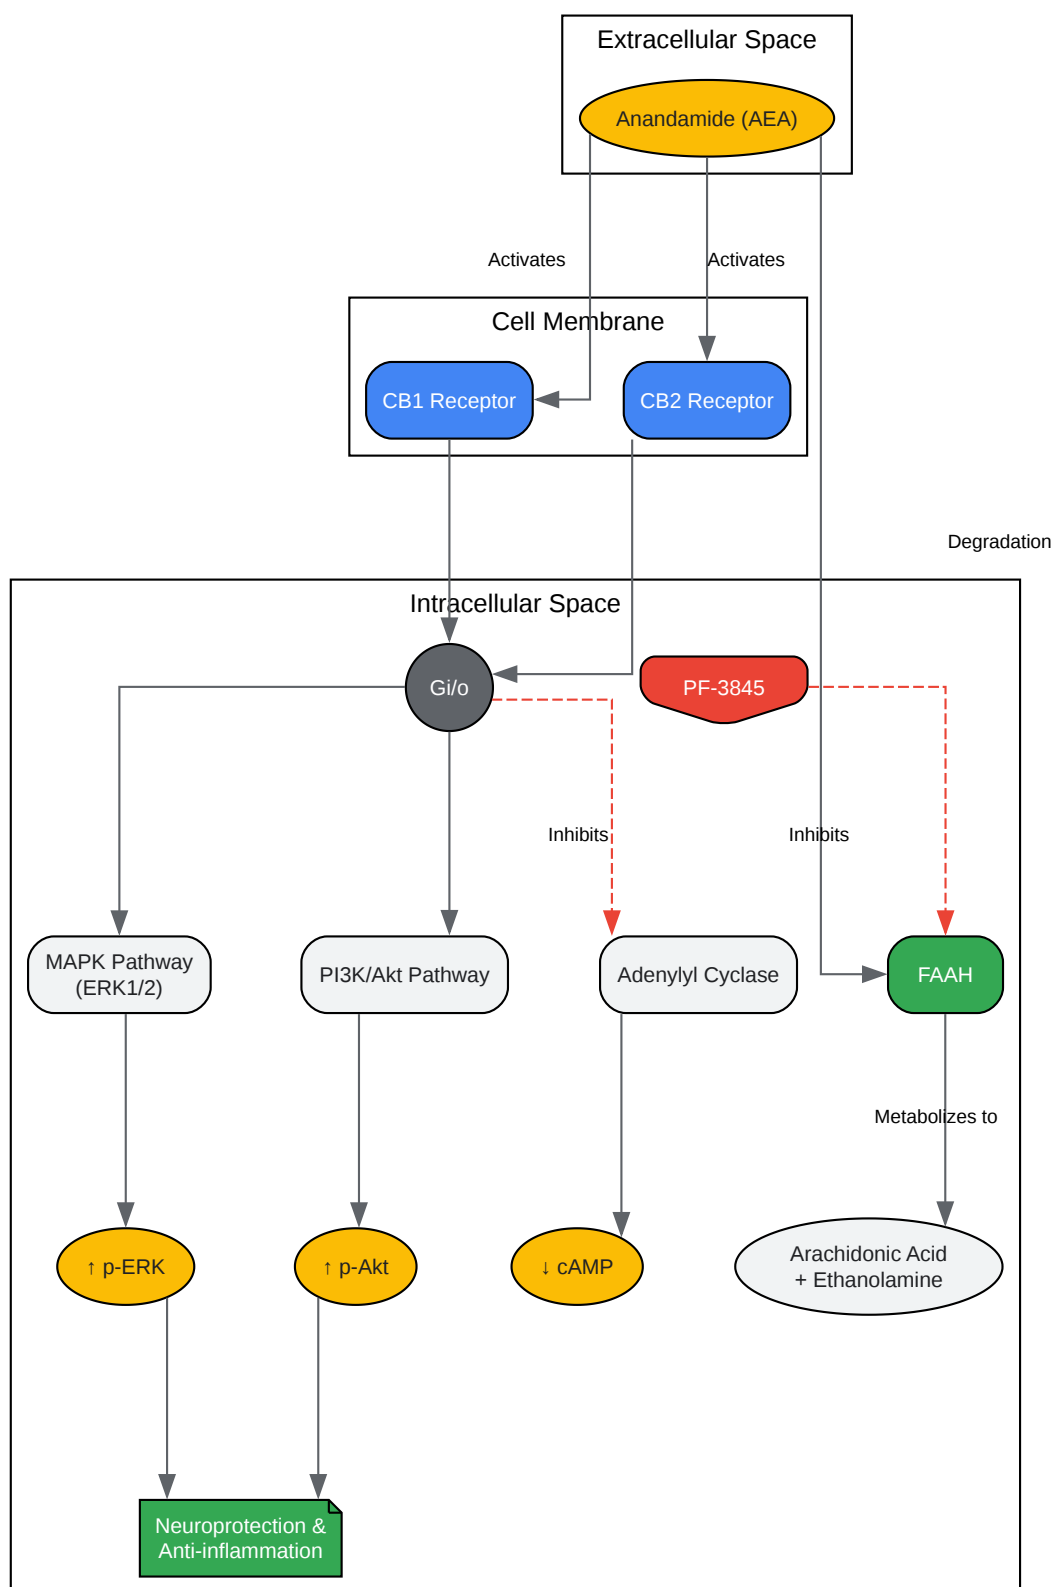 Extracellular Space
Anandamide (AEA)
Activates
Activates
Cell Membrane
CB1 Receptor
CB2 Receptor
Degradation
Intracellular Space
Gi/o
PF-3845
Inhibits
Inhibits
MAPK Pathway
(ERK1/2)
PI3K/Akt Pathway
Adenylyl Cyclase
FAAH
Metabolizes to
↑ p-ERK
↑ p-Akt
↓ cAMP
Arachidonic Acid
+ Ethanolamine
Neuroprotection &
Anti-inflammation